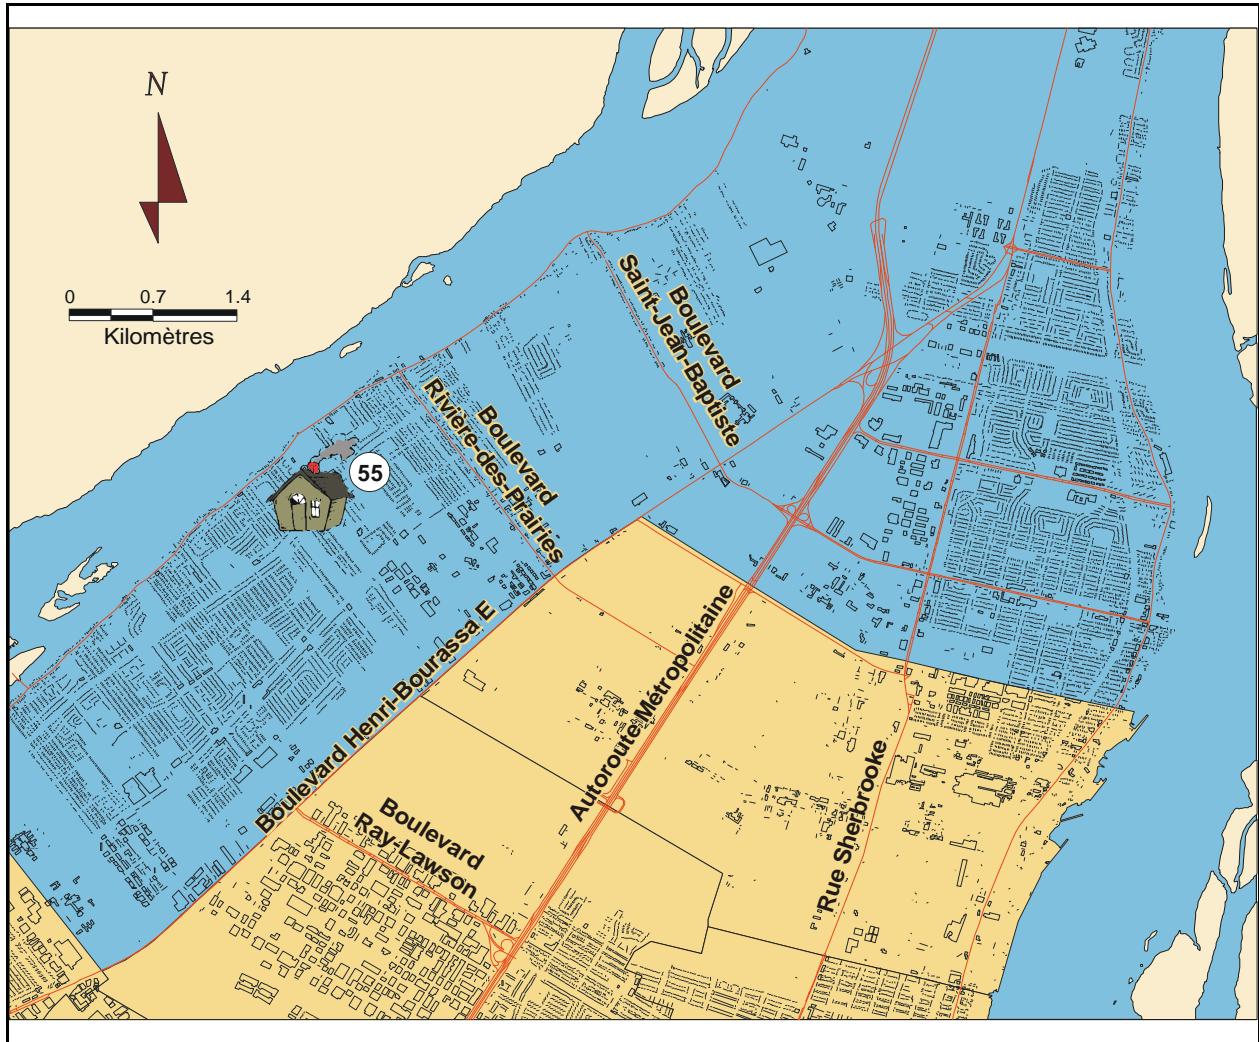 N
0 0.7 1.4
Kilomètres
Boulevard
Saint-Jean-Baptiste
Boulevard
Rivière-des-Prairies
55
Boulevard Henri-Bourassa E
Autoroute Métropolitaine
Boulevard
Ray-Lawson
Rue Sherbrooke